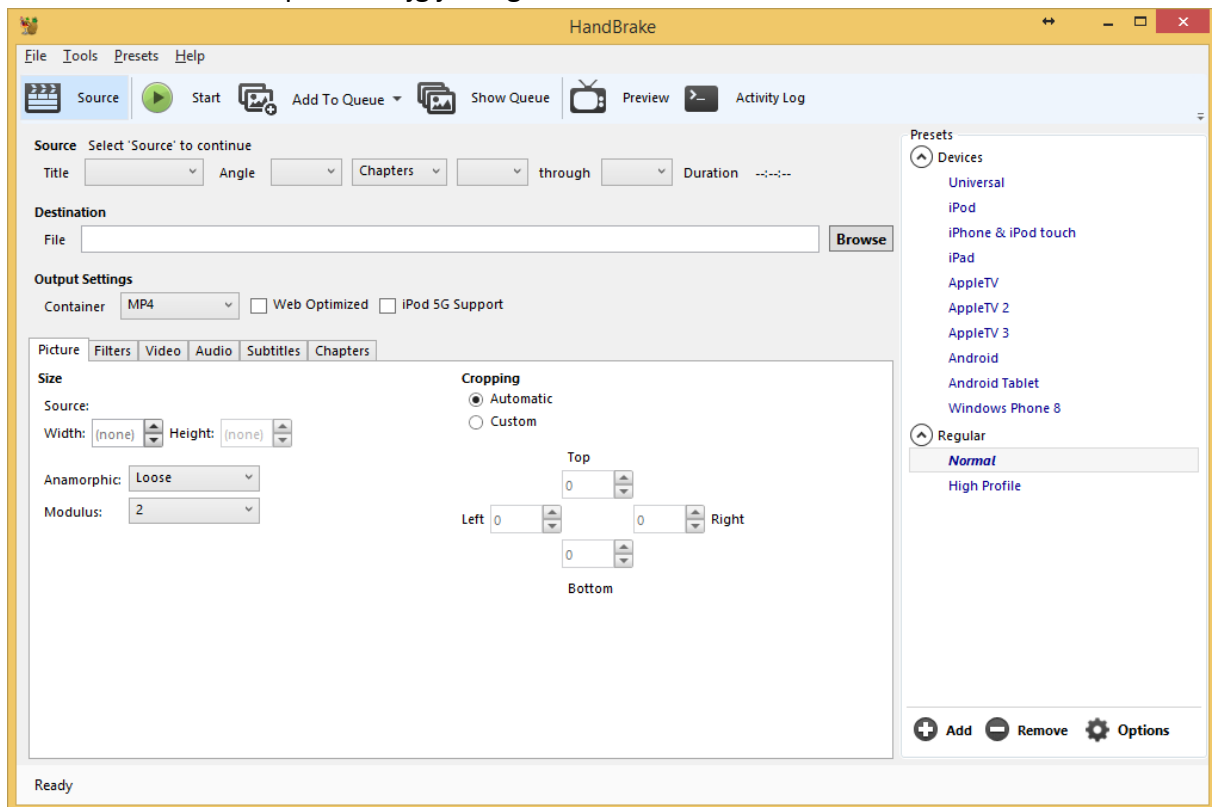 HandBrake
File Tools Presets Help
Source Start Add To Queue Show Queue Preview Activity Log
Source Select 'Source' to continue
Title Angle Chapters through Duration --:--:--
Destination
File Browse
Output Settings
Container MP4 Web Optimized iPod 5G Support
Picture Filters Video Audio Subtitles Chapters
Size
Source:
Width: (none) Height: (none)
Anamorphic: Loose
Modulus: 2
Cropping
Automatic
Custom
Top
0
Left 0 0 Right
0
Bottom
Presets
Devices
Universal
iPod
iPhone & iPod touch
iPad
AppleTV
AppleTV 2
AppleTV 3
Android
Android Tablet
Windows Phone 8
Regular
Normal
High Profile
Add Remove Options
Ready